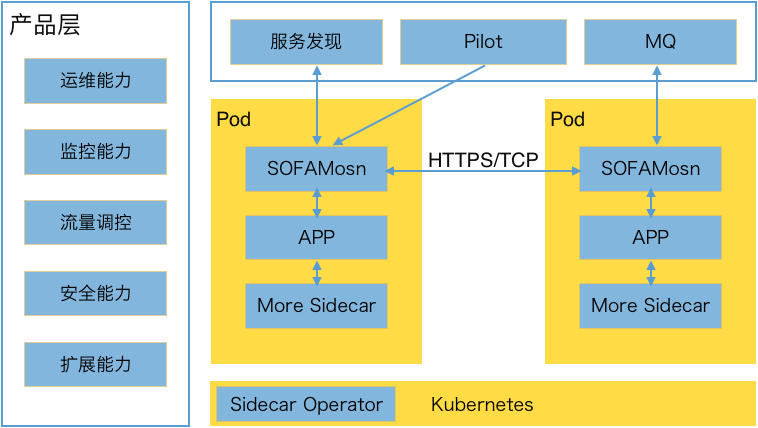 产品层
运维能力
监控能力
流量调控
安全能力
扩展能力
服务发现
Pilot
MQ
Pod
SOFAMosn
APP
More Sidecar
HTTPS/TCP
Pod
SOFAMosn
APP
More Sidecar
Sidecar Operator
Kubernetes